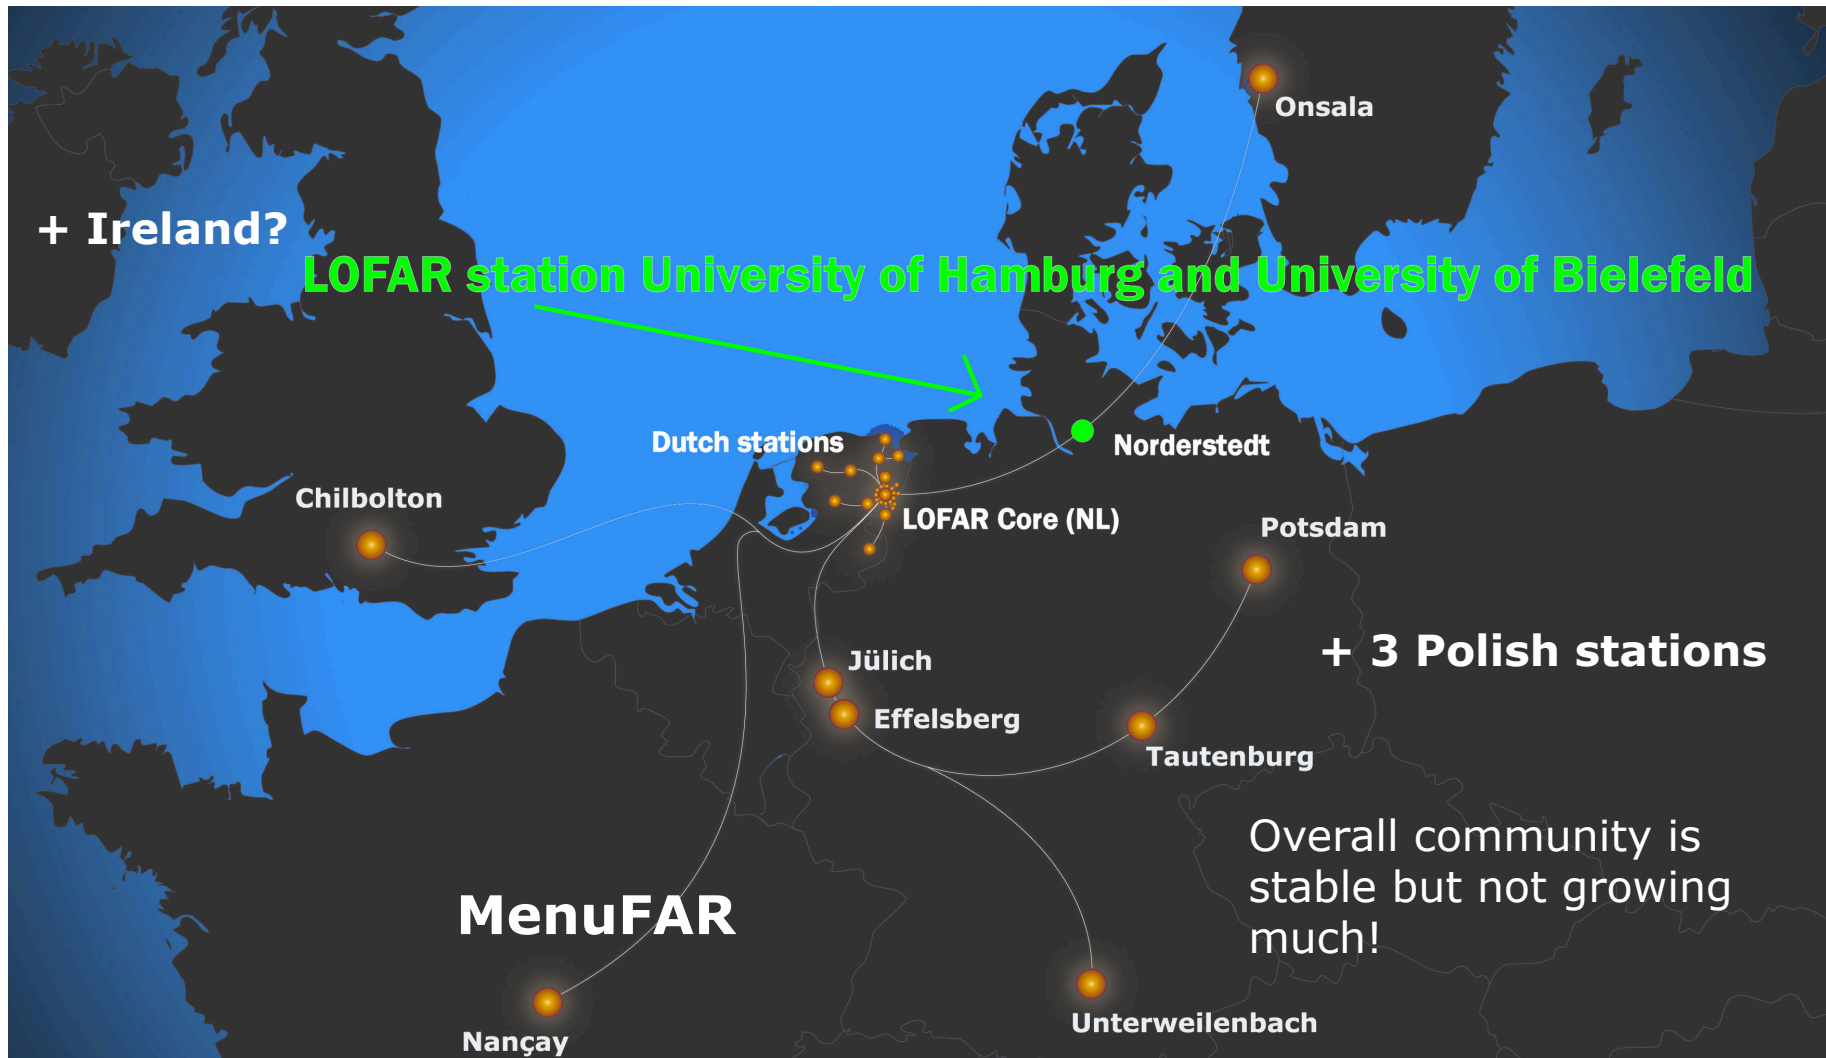 Onsala
+ Ireland?
LOFAR station University of Hamburg and University of Bielefeld
Dutch stations
Norderstedt
Chilbolton
LOFAR Core (NL)
Potsdam
+ 3 Polish stations
Jülich
Effelsberg
Tautenburg
Overall community is
stable but not growing
much!
MenuFAR
Unterweilenbach
Nançay